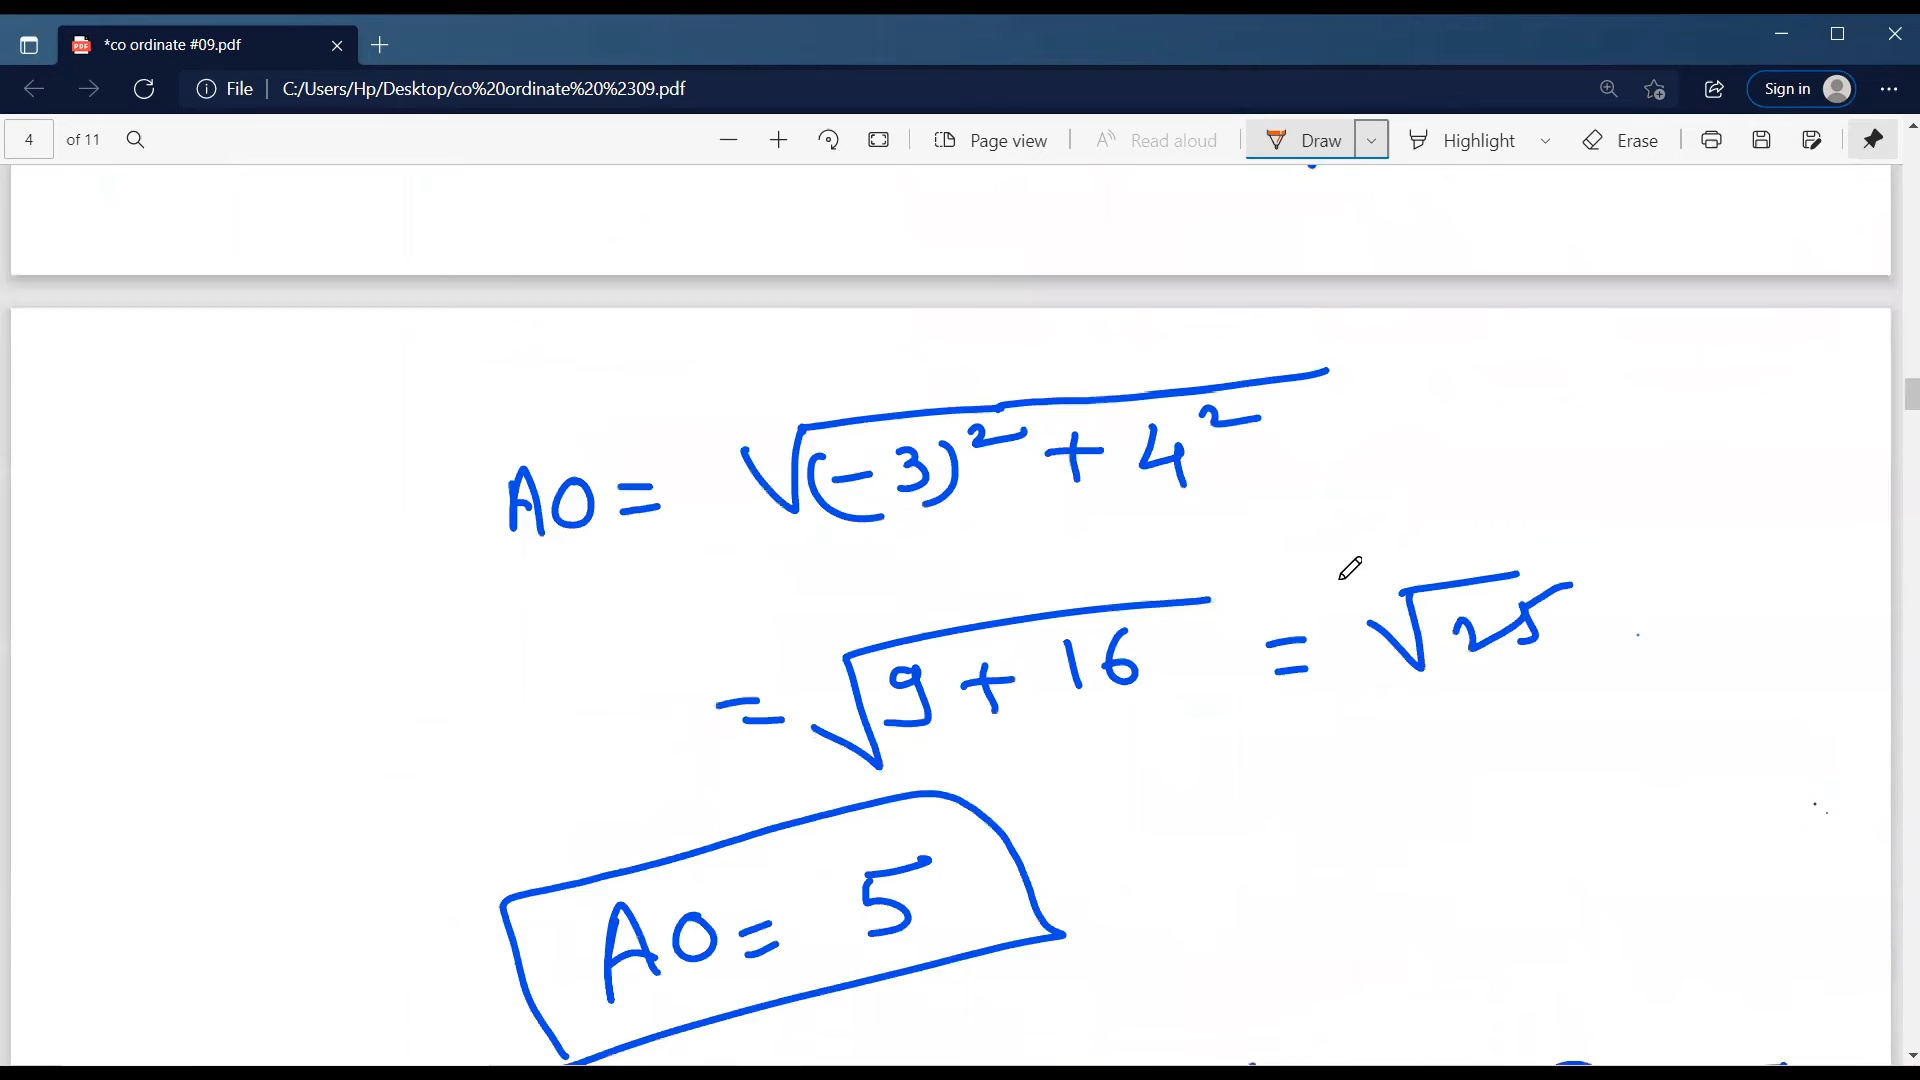 *co ordinate #09.pdf
File | C:/Users/Hp/Desktop/co%20ordinate%20%2309.pdf
Sign in
4 of 11
Page view
Read aloud
Draw
Highlight
Erase
AO = √((-3)² + 4²)
= √(9 + 16) = √25
AO = 5